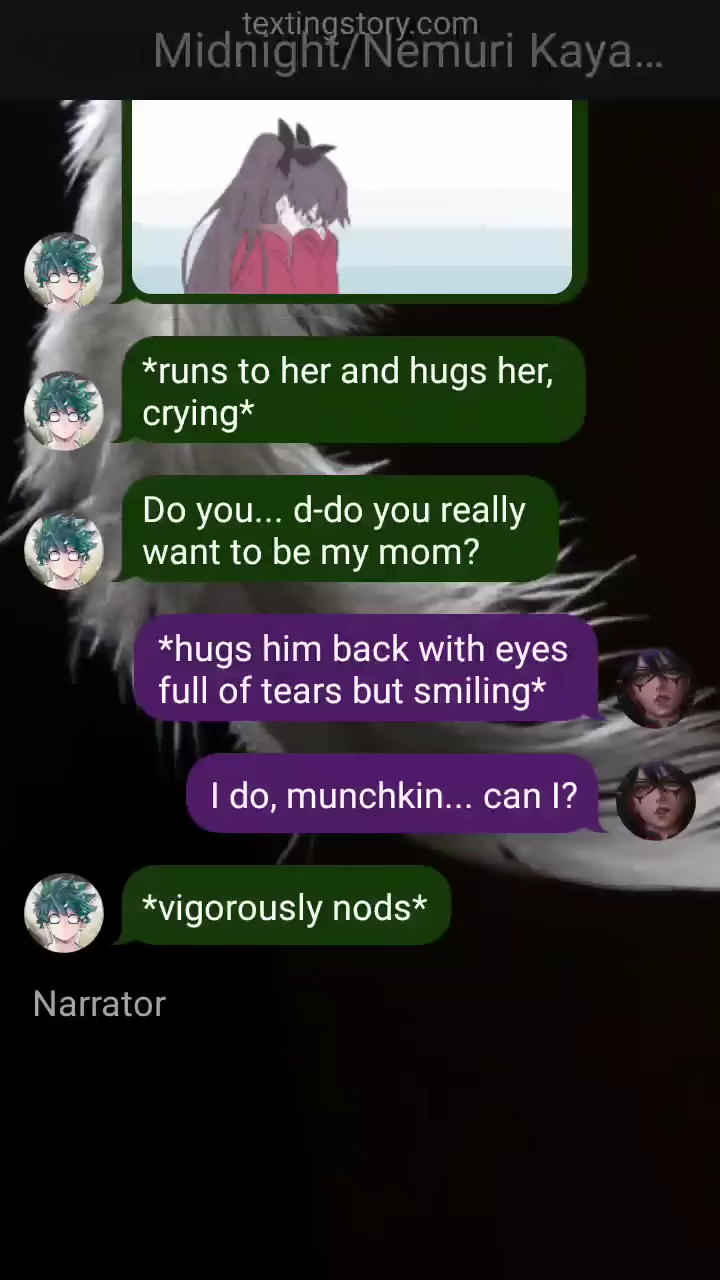 textingstory.com
Midnight/Nemuri Kaya...
*runs to her and hugs her,
crying*
Do you... d-do you really
want to be my mom?
*hugs him back with eyes
full of tears but smiling*
I do, munchkin... can I?
*vigorously nods*
Narrator